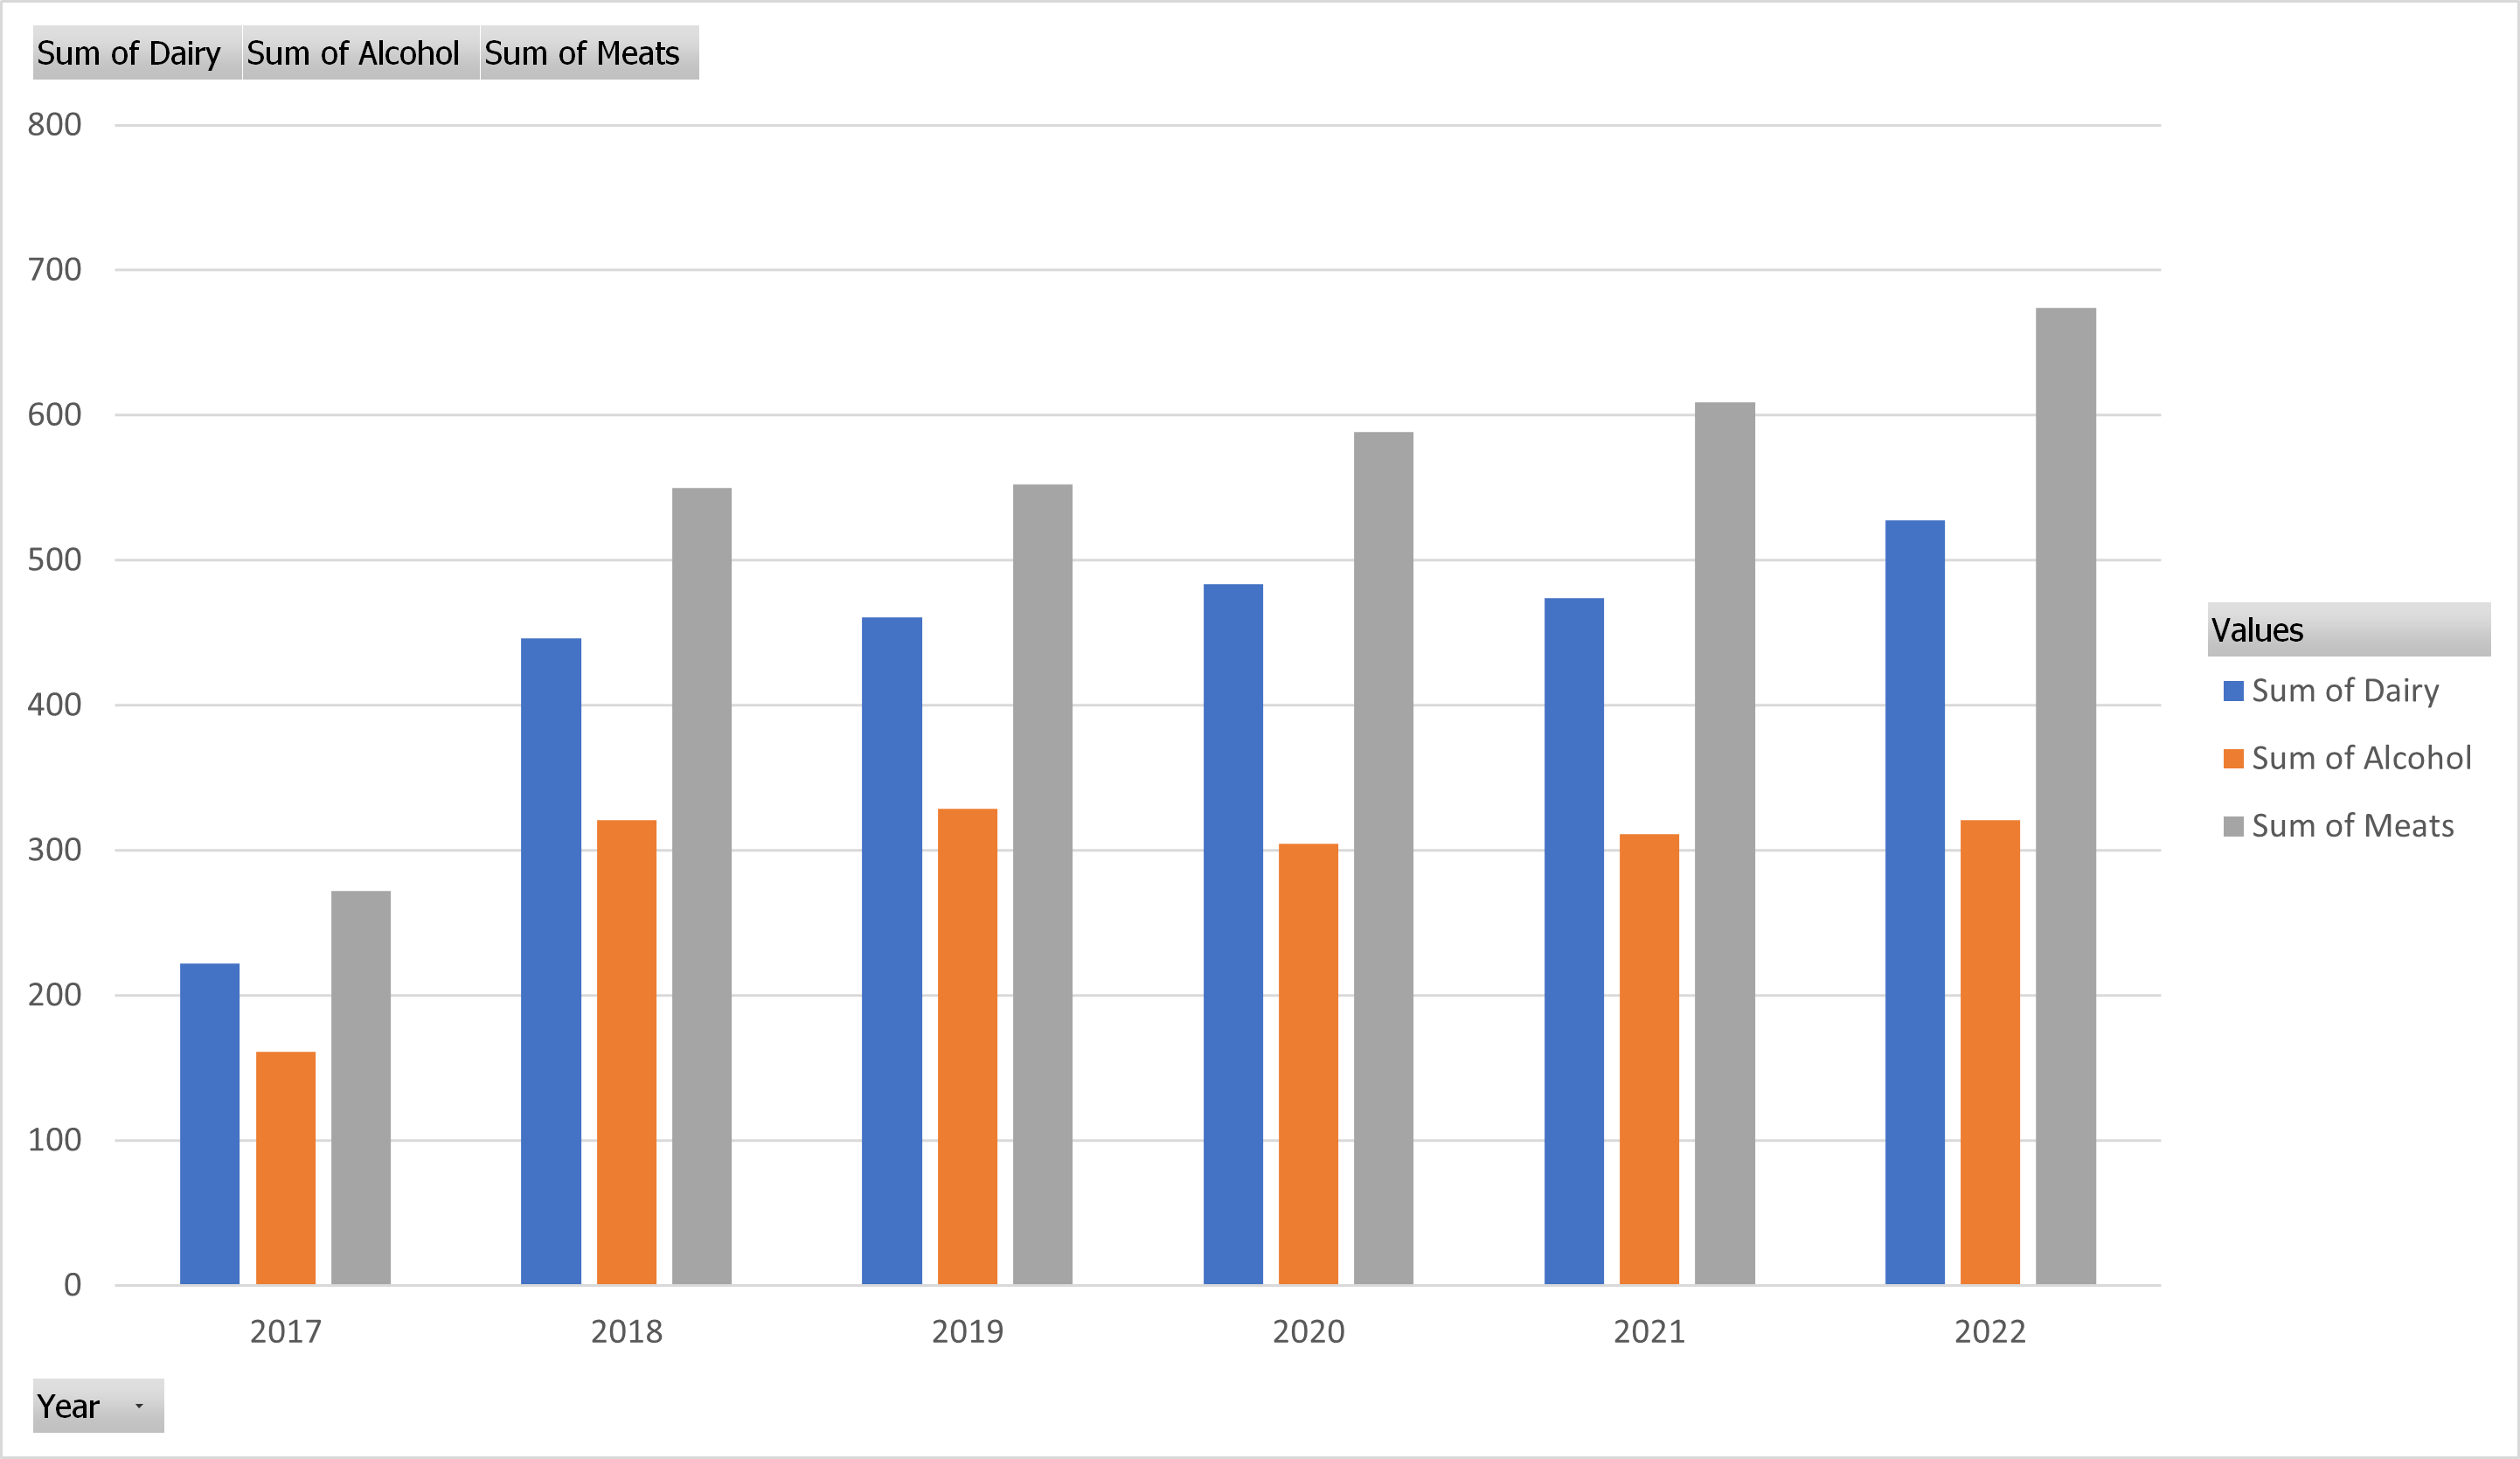 Sum of Dairy Sum of Alcohol Sum of Meats
800
700
600
500
400
300
200
100
0
2017 2018 2019 2020 2021 2022
Values
Sum of Dairy
Sum of Alcohol
Sum of Meats
Year